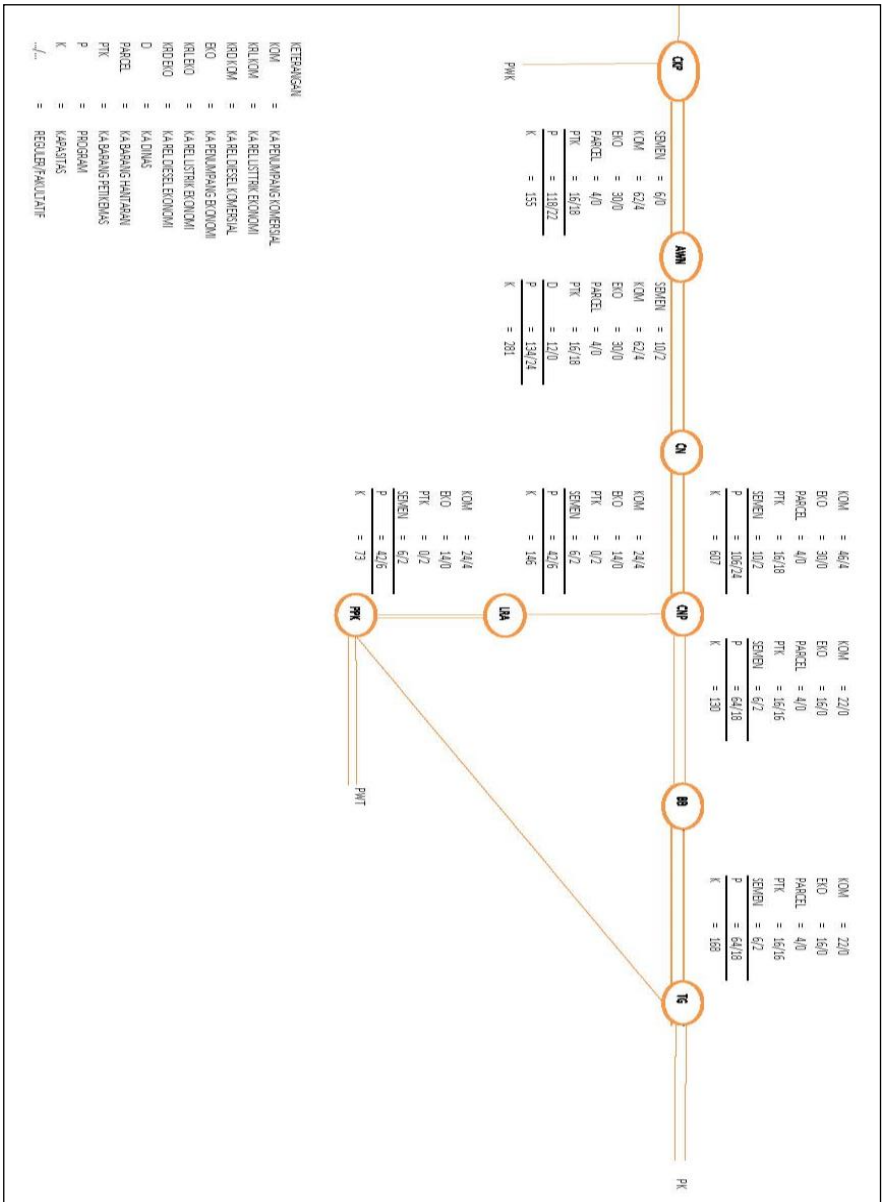 KOM = 46/4
EKO = 30/0
PARCEL = 4/0
PTK = 16/18
SEMEN = 10/2
P = 106/24
K = 607
KOM = 22/0
EKO = 16/0
PARCEL = 4/0
PTK = 16/16
SEMEN = 6/2
P = 64/18
K = 130
KOM = 22/0
EKO = 16/0
PARCEL = 4/0
PTK = 16/16
SEMEN = 6/2
P = 64/18
K = 168
CKP
AWN
CN
CNP
BB
TG
PK
PWK
SEMEN = 6/0
KOM = 62/4
EKO = 30/0
PARCEL = 4/0
PTK = 16/18
P = 118/22
K = 155
SEMEN = 10/2
KOM = 62/4
EKO = 30/0
PARCEL = 4/0
PTK = 16/18
D = 12/0
P = 134/24
K = 281
KOM = 24/4
EKO = 14/0
PTK = 0/2
SEMEN = 6/2
P = 42/6
K = 146
LRA
KOM = 24/4
EKO = 14/0
PTK = 0/2
SEMEN = 6/2
P = 42/6
K = 73
PPK
PWT
KETERANGAN
KOM = KA PENUMPANG KOMERSIAL
KRL KOM = KA REL LISTTRIK EKONOMI
KRD KOM = KA REL DIESEL KOMERSIAL
EKO = KA PENUMPANG EKONOMI
KRL EKO = KA REL LISTRIK EKONOMI
KRD EKO = KA REL DIESEL EKONOMI
D = KA DINAS
PARCEL = KA BARANG HANTARAN
PTK = KA BARANG PETIKEMAS
P = PROGRAM
K = KAPASITAS
.../... = REGULER/FAKULTATIF